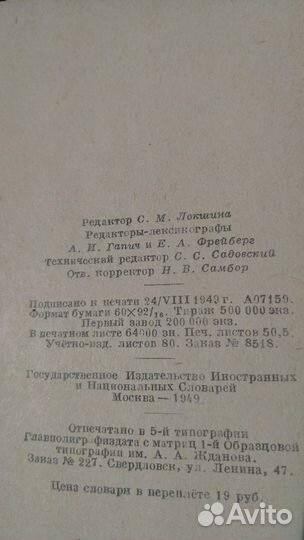 Редактор С. М. Локшина
Редакторы-лексикографы
А. И. Гапич и Е. А. Фрейберг
Технический редактор С. С. Садовский
Отв. корректор Н. В. Самбор
Подписано к печати 24/VIII 1949 г. А07159.
Формат бумаги 60×92/16. Тираж 500 000 экз.
Первый завод 200 000 экз.
В печатном листе 64000 зн. Печ. листов 50,5.
Учётно-изд. листов 80. Заказ № 8518.
Государственное Издательство Иностранных
и Национальных Словарей
Москва — 1949.
Отпечатано в 5-й типографии
Главполиграфиздата с матриц 1-й Образцовой
типографии им. А. А. Жданова.
Заказ № 227. Свердловск, ул. Ленина, 47.
Цена словаря в переплёте 19 руб.
Avito